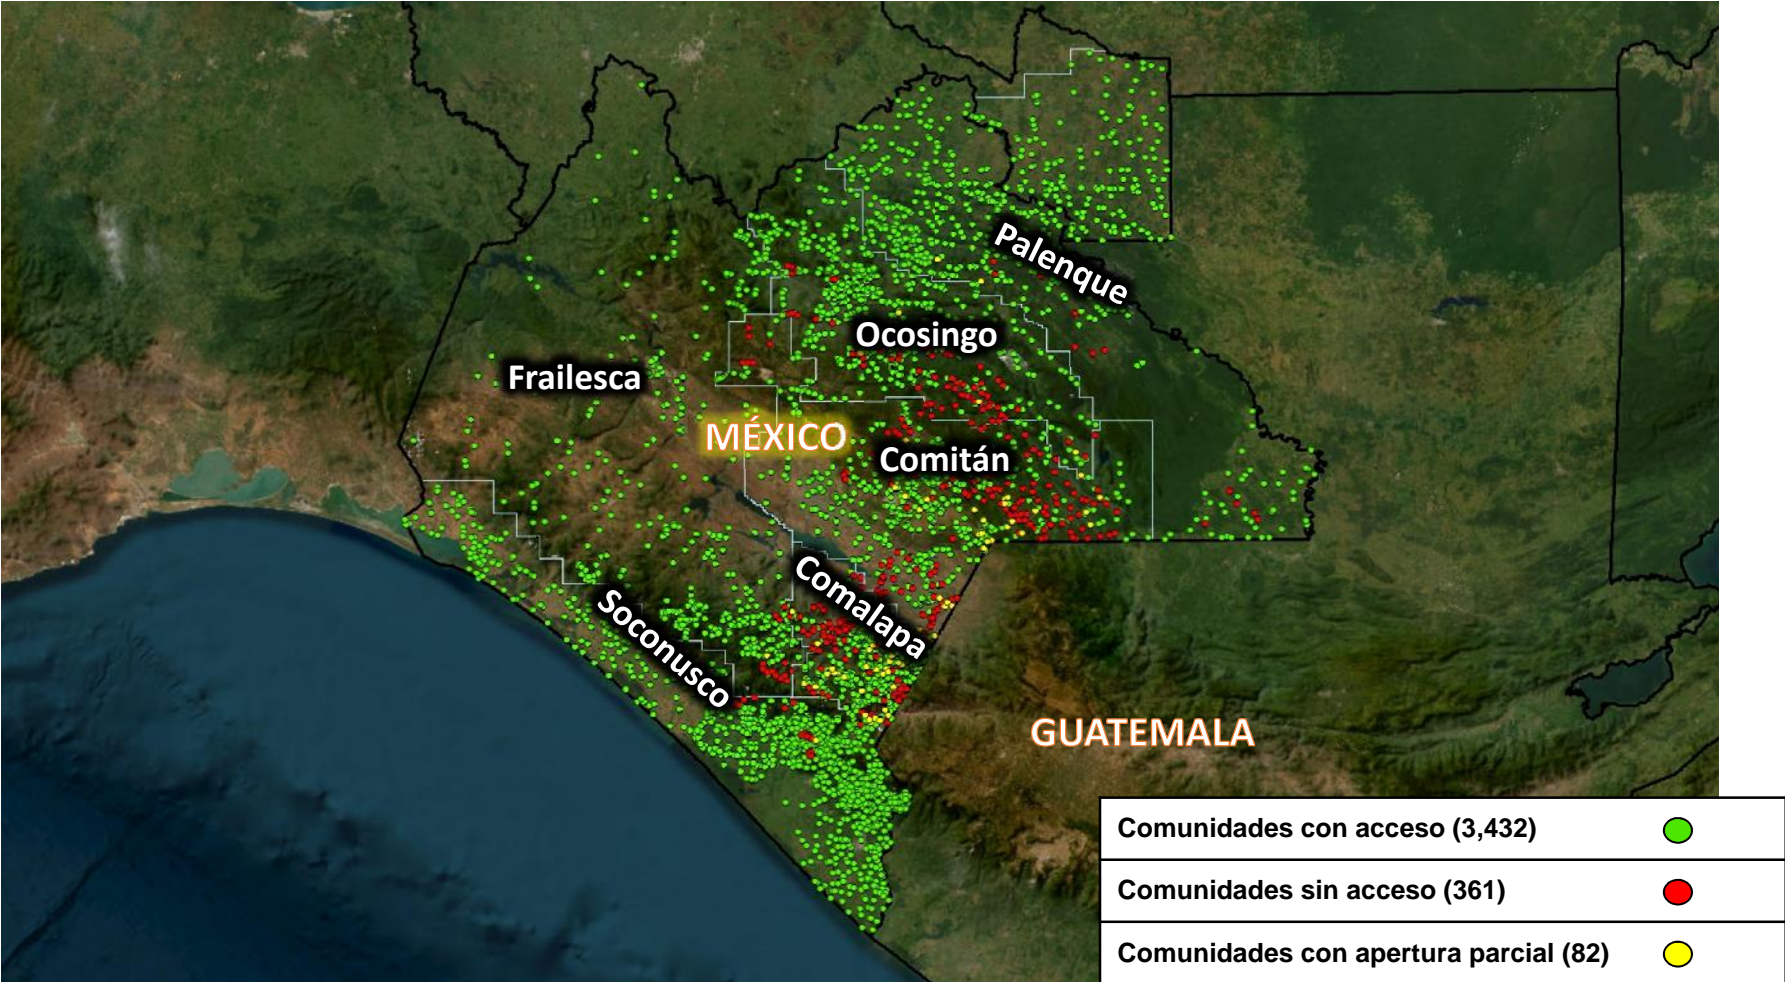 Palenque
Ocosingo
Frailesca
MÉXICO
Comitán
Comalapa
Soconusco
GUATEMALA
Comunidades con acceso (3,432)
Comunidades sin acceso (361)
Comunidades con apertura parcial (82)